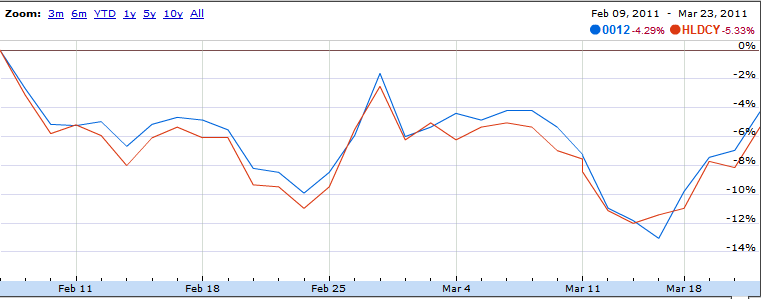 Zoom: 3m 6m YTD 1y 5y 10y All
Feb 09, 2011 - Mar 23, 2011
0012 -4.29% HLDCY -5.33%
0%
-2%
-4%
-6%
-8%
-10%
-12%
-14%
Feb 11 Feb 18 Feb 25 Mar 4 Mar 11 Mar 18